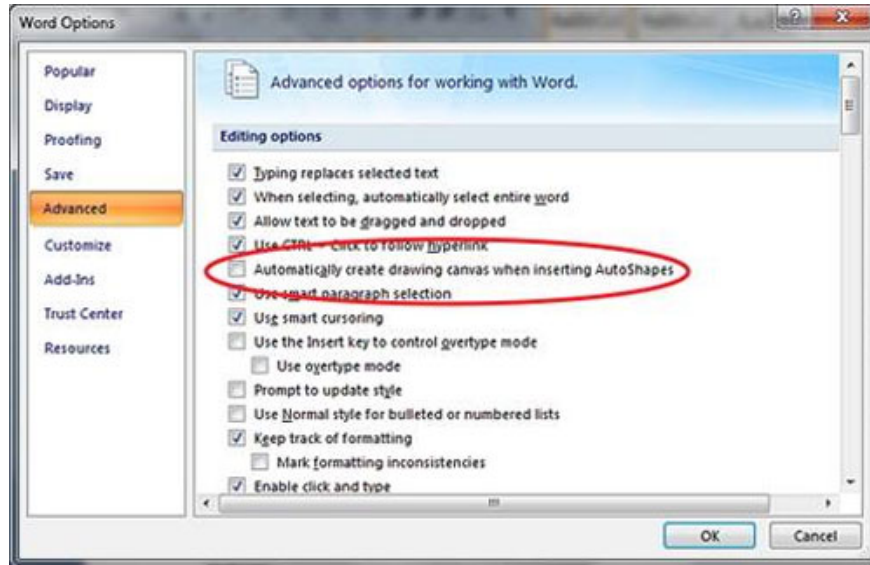 Word Options
Popular
Display
Proofing
Save
Advanced
Customize
Add-Ins
Trust Center
Resources
Advanced options for working with Word.
Editing options
Typing replaces selected text
When selecting, automatically select entire word
Allow text to be dragged and dropped
Use CTRL + Click to follow hyperlink
Automatically create drawing canvas when inserting AutoShapes
Use smart paragraph selection
Use smart cursoring
Use the Insert key to control overtype mode
Use overtype mode
Prompt to update style
Use Normal style for bulleted or numbered lists
Keep track of formatting
Mark formatting inconsistencies
Enable click and type
OK
Cancel